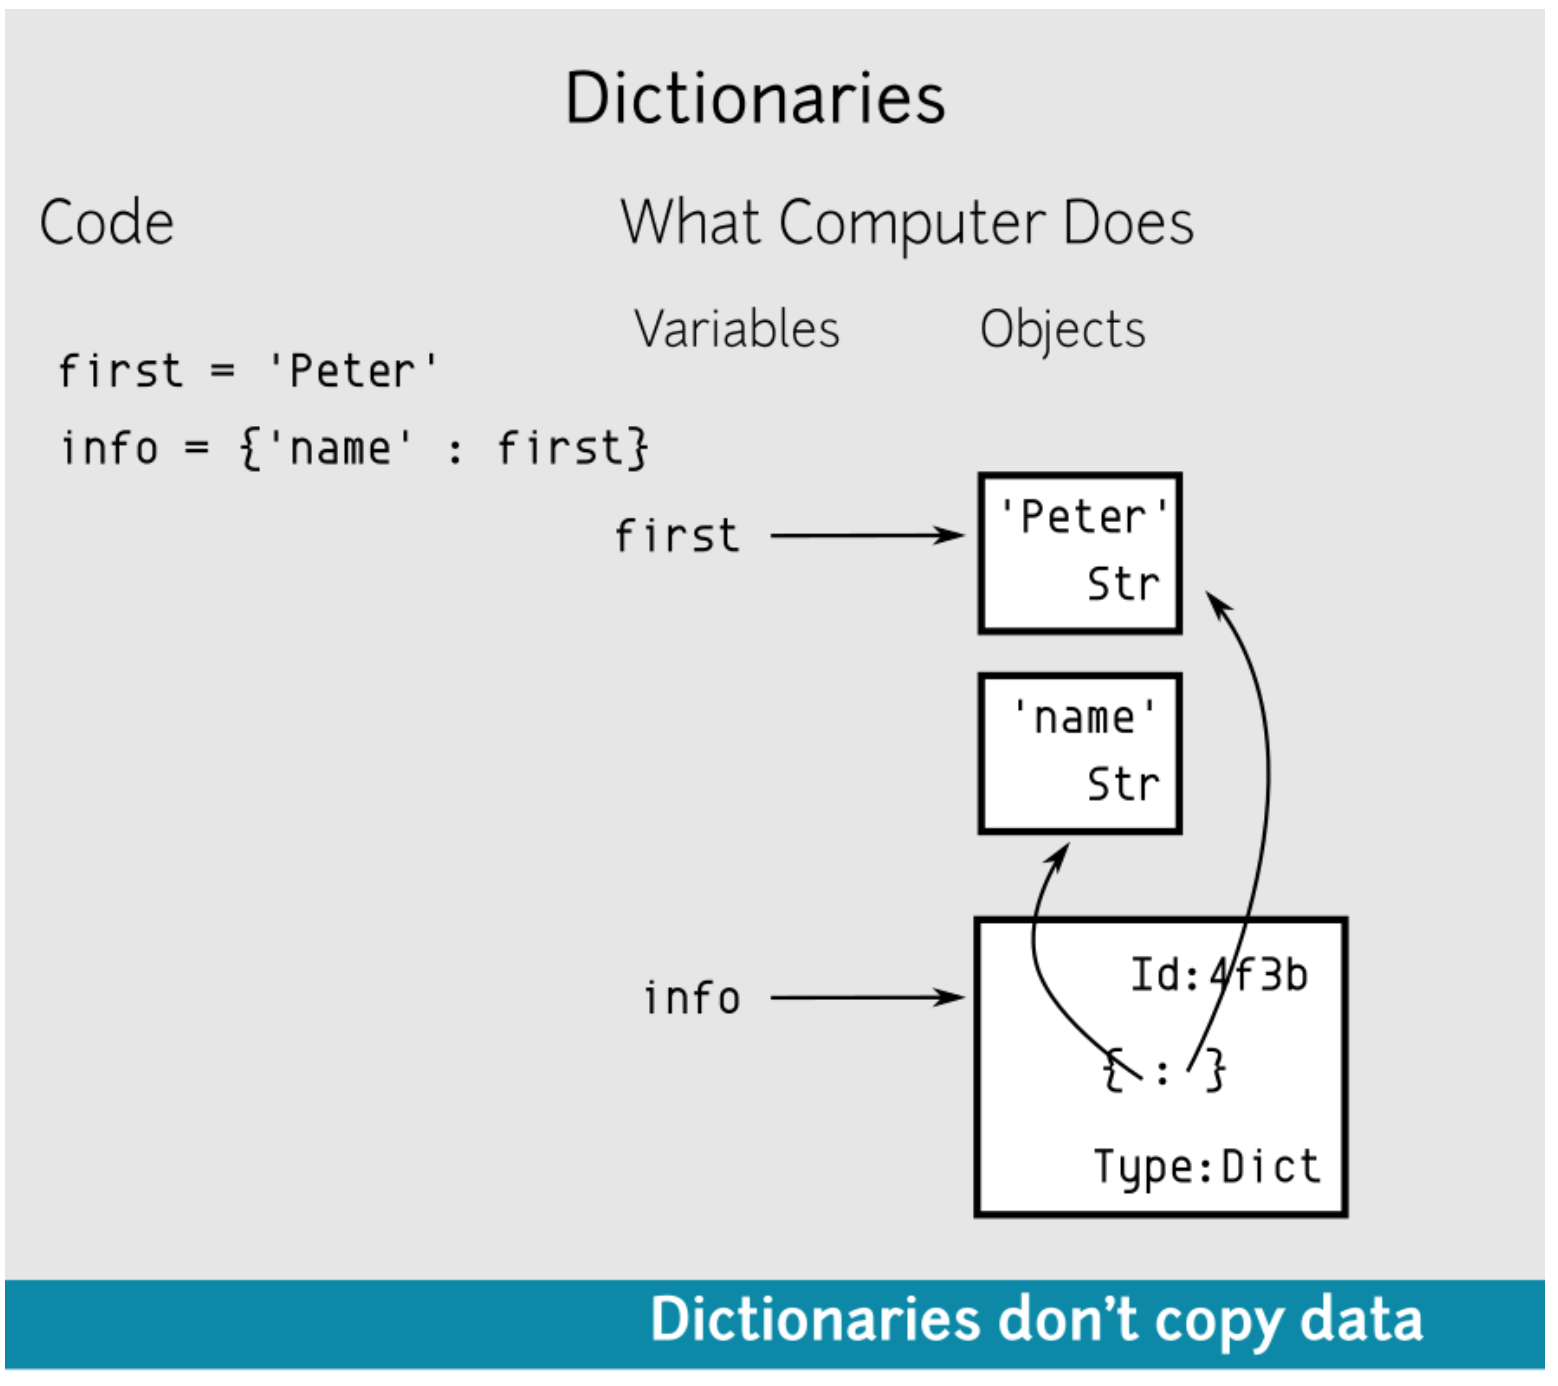 Dictionaries
Code
What Computer Does
Variables
Objects
first = 'Peter'
info = {'name' : first}
first
'Peter'
Str
'name'
Str
info
Id:4f3b
{ : }
Type:Dict
Dictionaries don't copy data